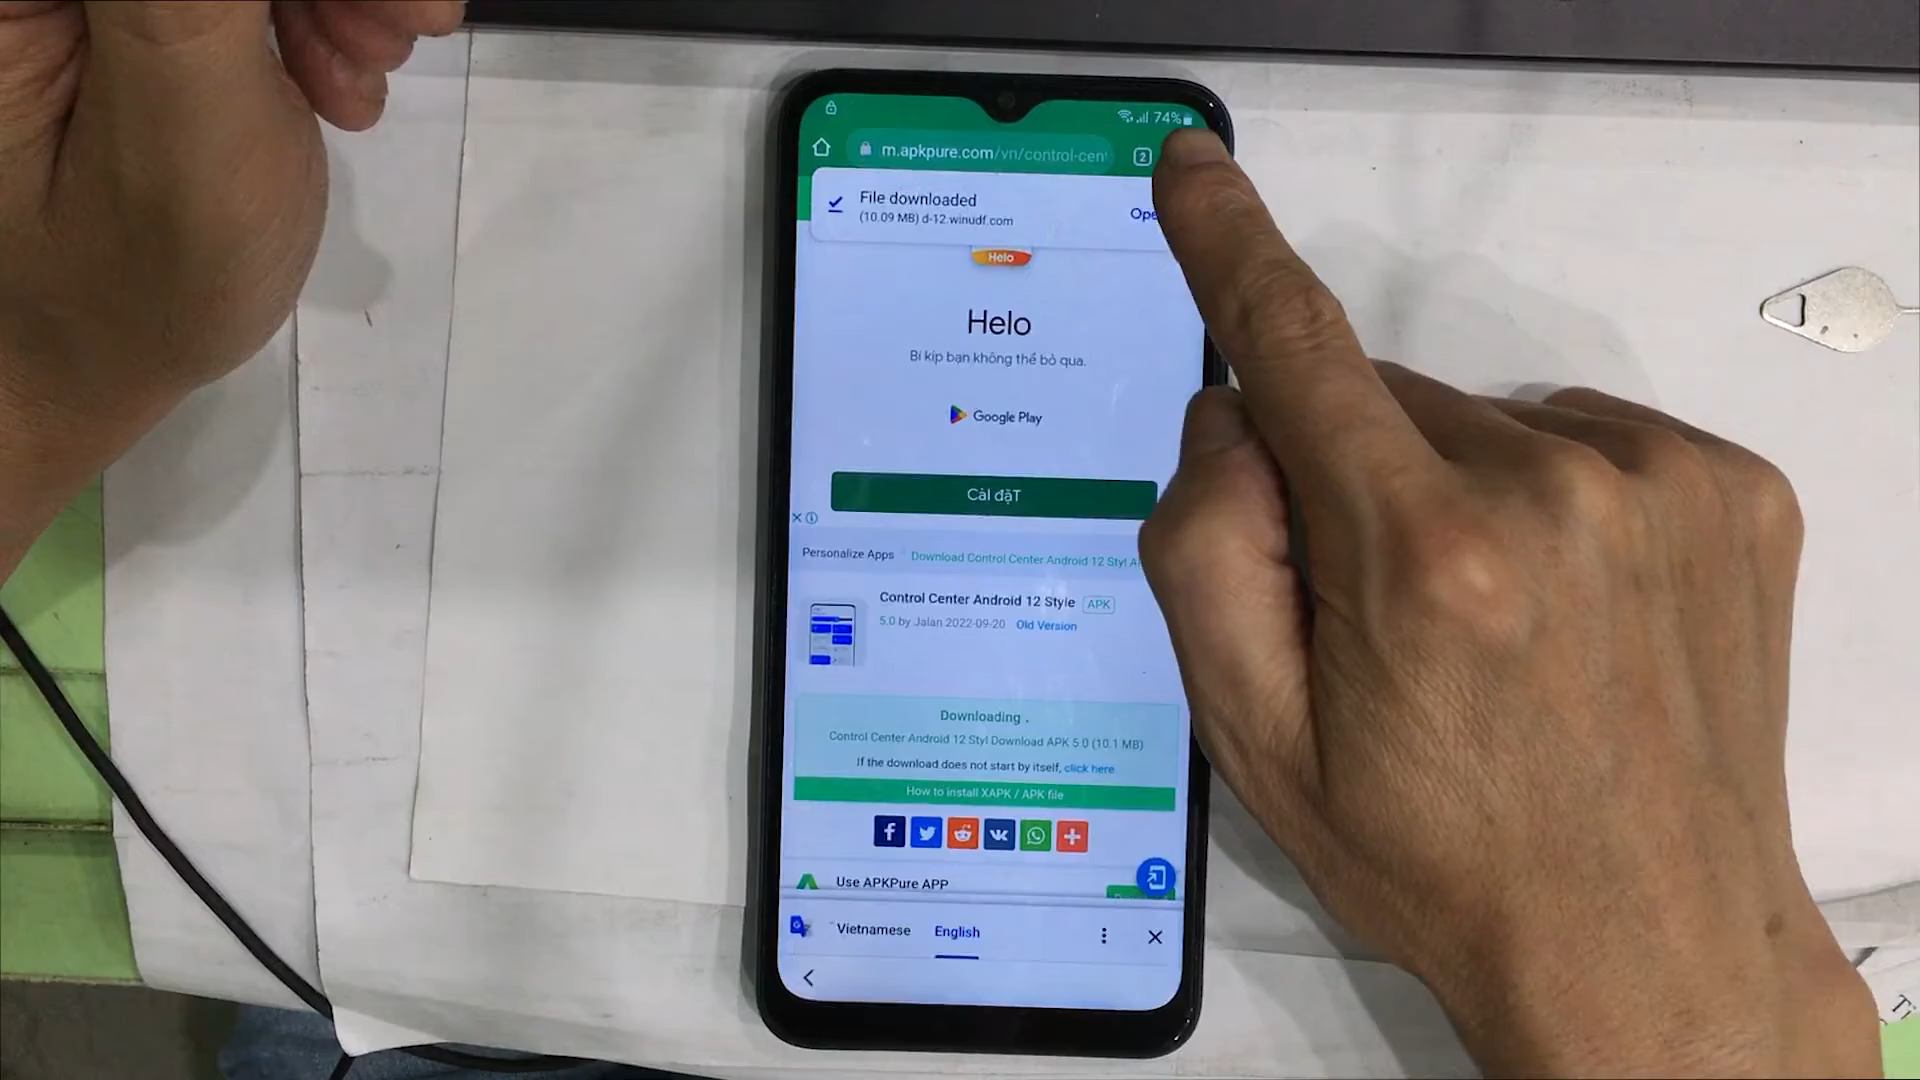 74%
m.apkpure.com/vn/control-cen
2
File downloaded
Ope
(10.09 MB) d-12.winudf.com
Helo
Helo
Bí kíp bạn không thể bỏ qua.
Google Play
Cài đặT
Personalize Apps Download Control Center Android 12 Styl A
Control Center Android 12 Style APK
5.0 by Jalan 2022-09-20 Old Version
Downloading .
Control Center Android 12 Styl Download APK 5.0 (10.1 MB)
If the download does not start by itself, click here
How to install XAPK / APK file
Use APKPure APP
Vietnamese English